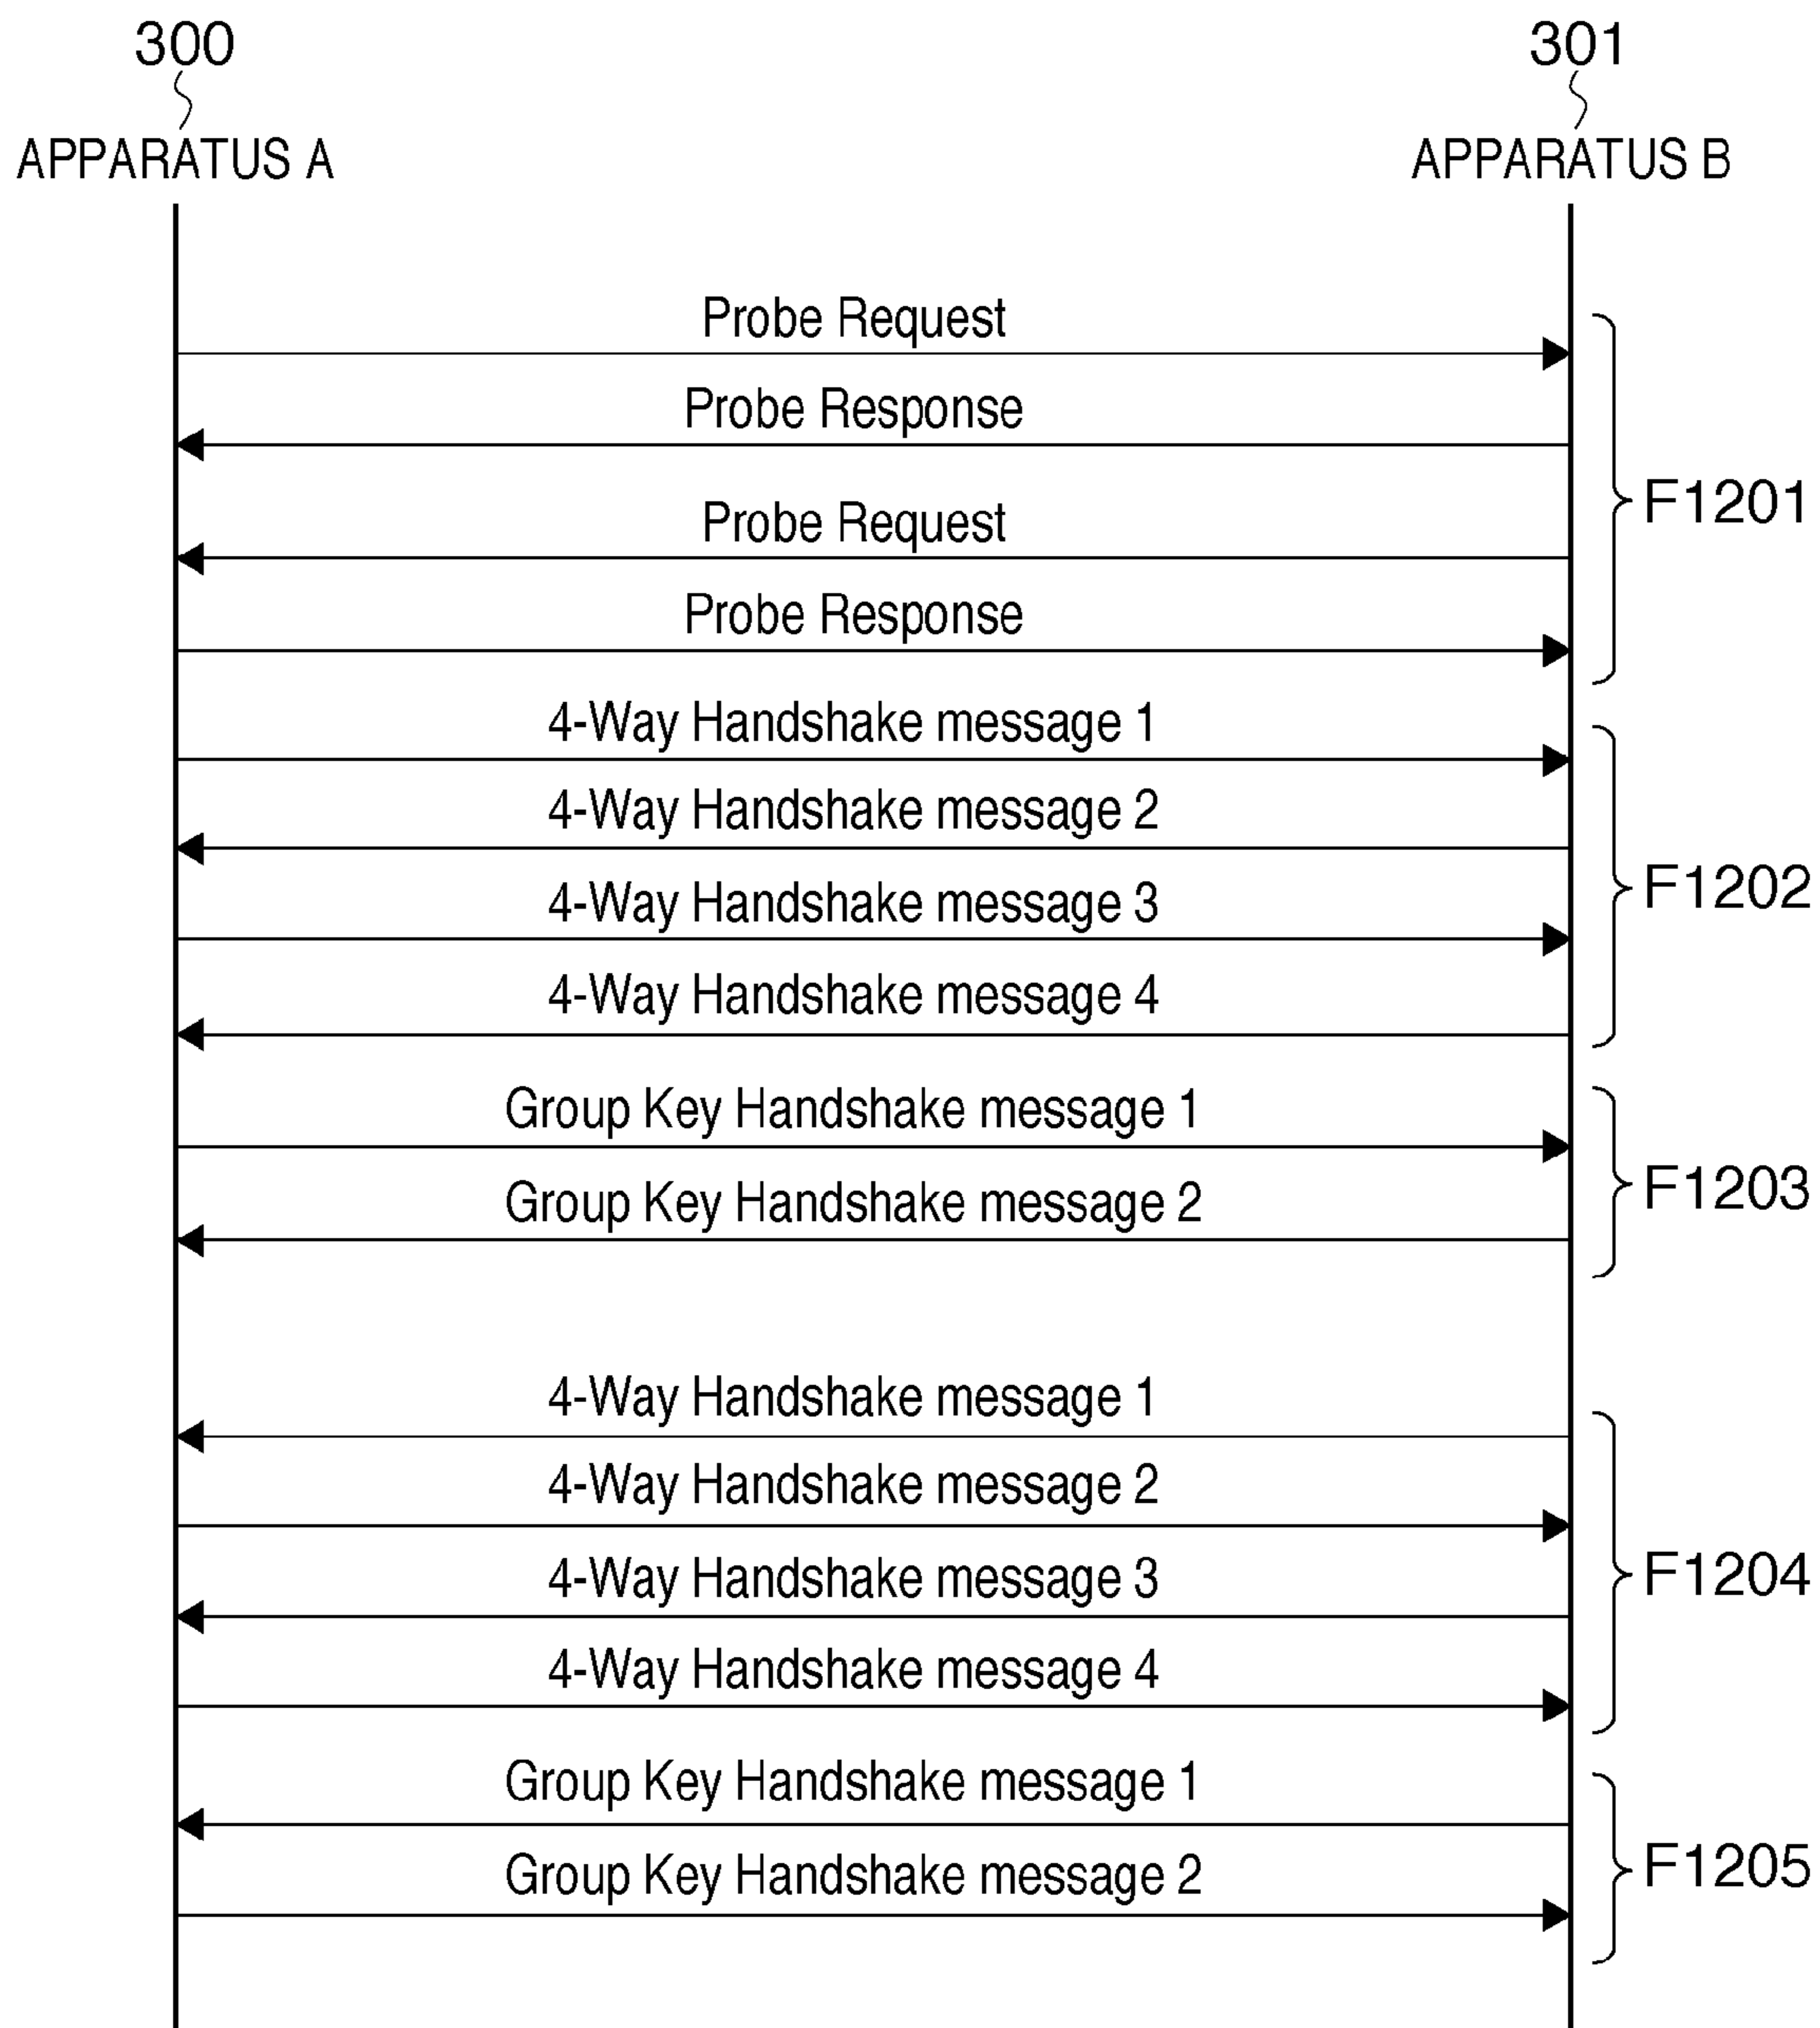 300
301
APPARATUS A
APPARATUS B
Probe Request
Probe Response
F1201
Probe Request
Probe Response
4-Way Handshake message 1
4-Way Handshake message 2
F1202
4-Way Handshake message 3
4-Way Handshake message 4
Group Key Handshake message 1
F1203
Group Key Handshake message 2
4-Way Handshake message 1
4-Way Handshake message 2
F1204
4-Way Handshake message 3
4-Way Handshake message 4
Group Key Handshake message 1
F1205
Group Key Handshake message 2